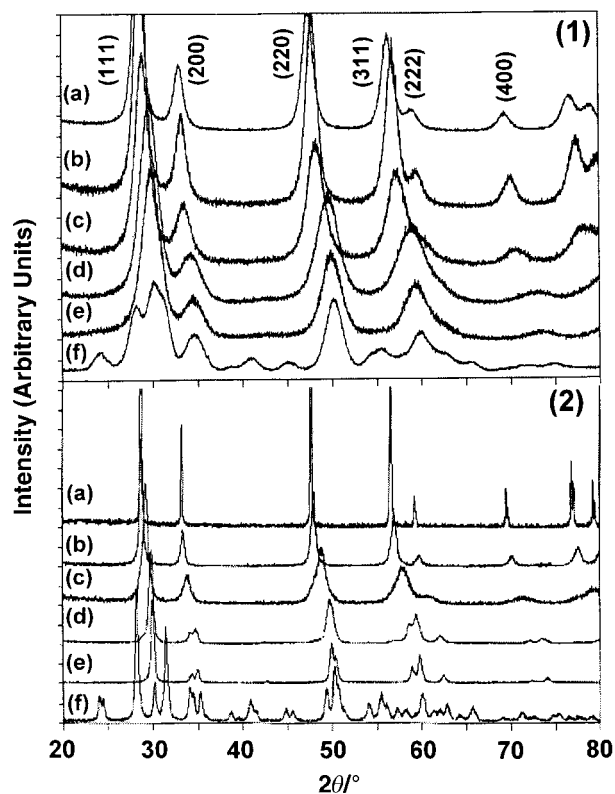 (1)
(111)
(200)
(220)
(311)
(222)
(400)
(a)
(b)
(c)
(d)
(e)
(f)
Intensity (Arbitrary Units)
(2)
(a)
(b)
(c)
(d)
(e)
(f)
20 30 40 50 60 70 80
2θ/°